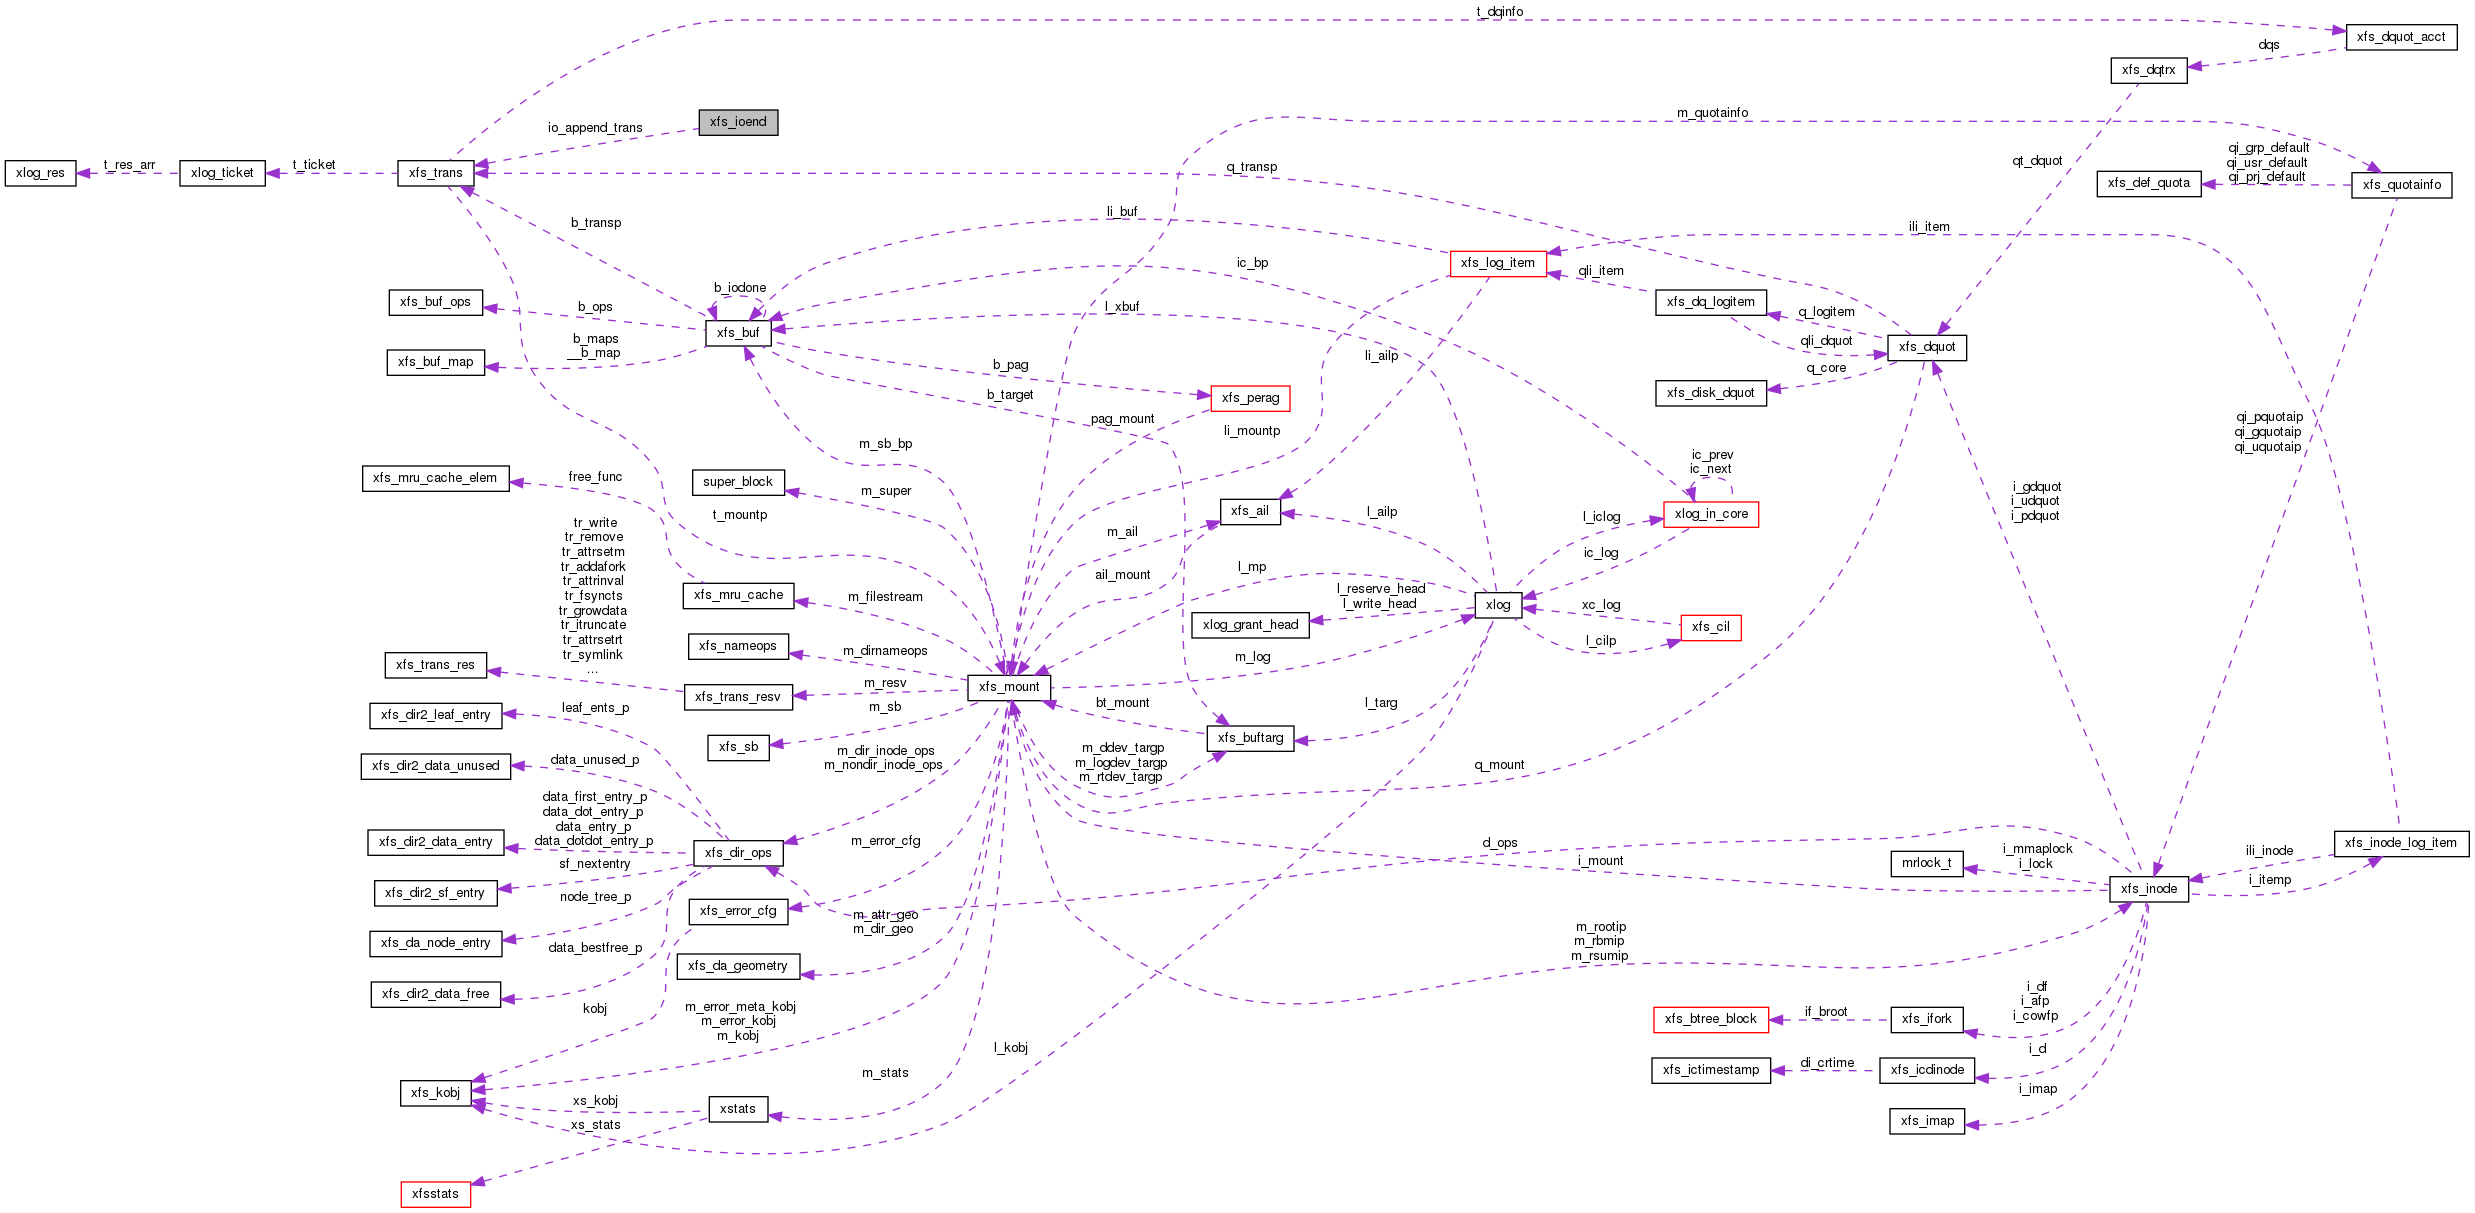 t_dqinfo
xfs_dquot_acct
dqs
xfs_dqtrx
m_quotainfo
xfs_ioend
io_append_trans
xlog_res
t_res_arr
xlog_ticket
t_ticket
xfs_trans
q_transp
qt_dquot
qi_grp_default
qi_usr_default
qi_prj_default
xfs_def_quota
xfs_quotainfo
b_transp
li_buf
ili_item
ic_bp
xfs_log_item
qli_item
xfs_buf_ops
b_ops
b_iodone
l_xbuf
xfs_dq_logitem
q_logitem
xfs_buf
b_maps
__b_map
xfs_buf_map
qli_dquot
xfs_dquot
b_pag
li_ailp
q_core
b_target
xfs_perag
xfs_disk_dquot
pag_mount
li_mountp
qi_pquotaip
qi_gquotaip
qi_uquotaip
m_sb_bp
xfs_mru_cache_elem
free_func
super_block
m_super
ic_prev
ic_next
i_gdquot
i_udquot
i_pdquot
t_mountp
xfs_ail
l_ailp
l_iclog
xlog_in_core
m_ail
ic_log
tr_write
tr_remove
tr_attrsetm
tr_addafork
tr_attrinval
tr_fsyncts
tr_growdata
tr_itruncate
tr_attrsetrt
tr_symlink
...
ail_mount
l_mp
xfs_mru_cache
m_filestream
l_reserve_head
l_write_head
xlog
xc_log
xlog_grant_head
xfs_cil
l_cilp
xfs_nameops
m_dirnameops
m_log
xfs_trans_res
xfs_trans_resv
m_resv
xfs_mount
m_sb
bt_mount
l_targ
xfs_dir2_leaf_entry
leaf_ents_p
xfs_sb
xfs_buftarg
m_dir_inode_ops
m_nondir_inode_ops
m_ddev_targp
m_logdev_targp
m_rtdev_targp
q_mount
xfs_dir2_data_unused
data_unused_p
data_first_entry_p
data_dot_entry_p
data_entry_p
data_dotdot_entry_p
xfs_dir2_data_entry
xfs_dir_ops
m_error_cfg
d_ops
i_mount
i_mmaplock
i_lock
mrlock_t
ili_inode
xfs_inode_log_item
xfs_dir2_sf_entry
sf_nextentry
xfs_inode
i_itemp
node_tree_p
xfs_error_cfg
m_attr_geo
m_dir_geo
m_rootip
m_rbmip
m_rsumip
xfs_da_node_entry
data_bestfree_p
xfs_da_geometry
xfs_dir2_data_free
kobj
m_error_meta_kobj
m_error_kobj
m_kobj
i_df
i_afp
i_cowfp
xfs_btree_block
if_broot
xfs_ifork
l_kobj
i_d
xfs_ictimestamp
di_crtime
xfs_icdinode
m_stats
i_imap
xfs_kobj
xs_kobj
xstats
xs_stats
xfs_imap
xfsstats